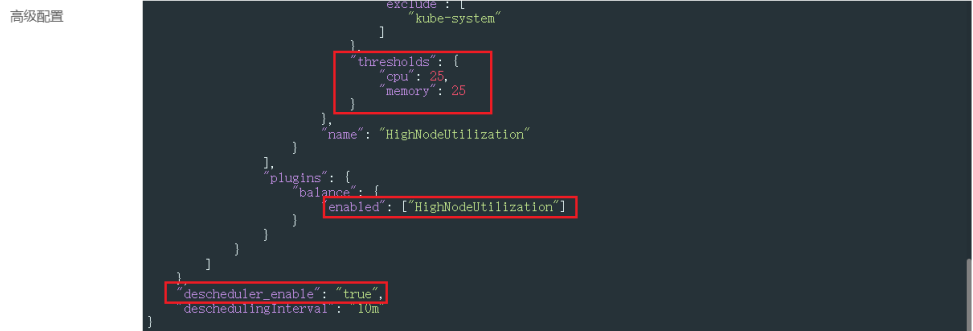 高级配置
"exclude": [
"kube-system"
]
},
"thresholds": {
"cpu": 25,
"memory": 25
}
},
"name": "HighNodeUtilization"
}
],
"plugins": {
"balance": {
"enabled": ["HighNodeUtilization"]
}
}
}
]
},
"descheduler_enable": "true",
"deschedulingInterval": "10m"
}